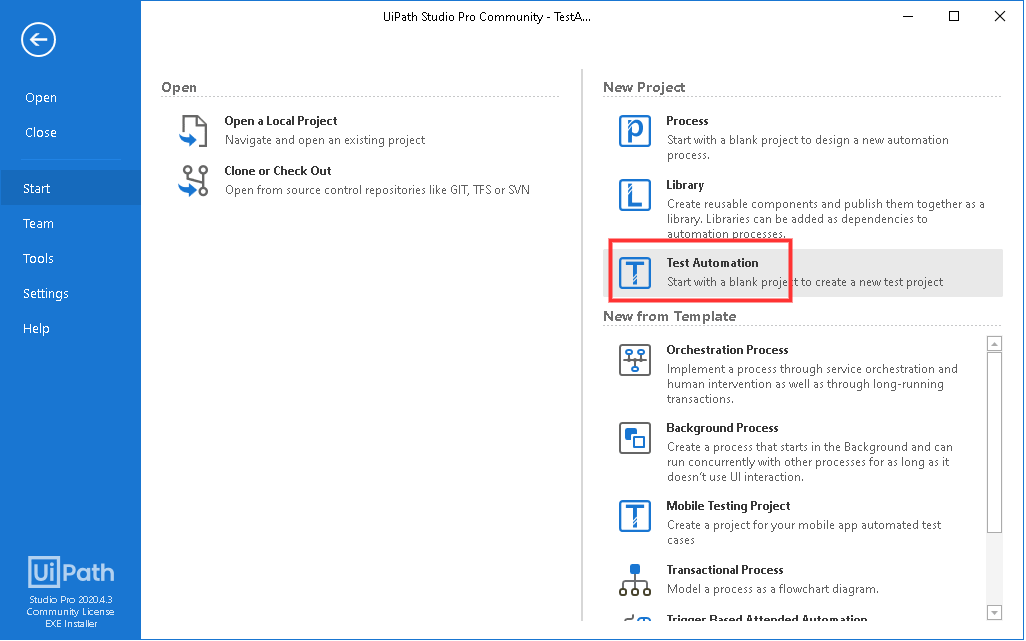 UiPath Studio Pro Community - TestA...
Open
Close
Start
Team
Tools
Settings
Help
UiPath
Studio Pro 2020.4.3
Community License
EXE Installer
Open
Open a Local Project
Navigate and open an existing project
Clone or Check Out
Open from source control repositories like GIT, TFS or SVN
New Project
Process
Start with a blank project to design a new automation
process.
Library
Create reusable components and publish them together as a
library. Libraries can be added as dependencies to
automation processes.
Test Automation
Start with a blank project to create a new test project
New from Template
Orchestration Process
Implement a process through service orchestration and
human intervention as well as through long-running
transactions.
Background Process
Create a process that starts in the Background and can
run concurrently with other processes for as long as it
doesn't use UI interaction.
Mobile Testing Project
Create a project for your mobile app automated test
cases
Transactional Process
Model a process as a flowchart diagram.
Trigger Based Attended Automation